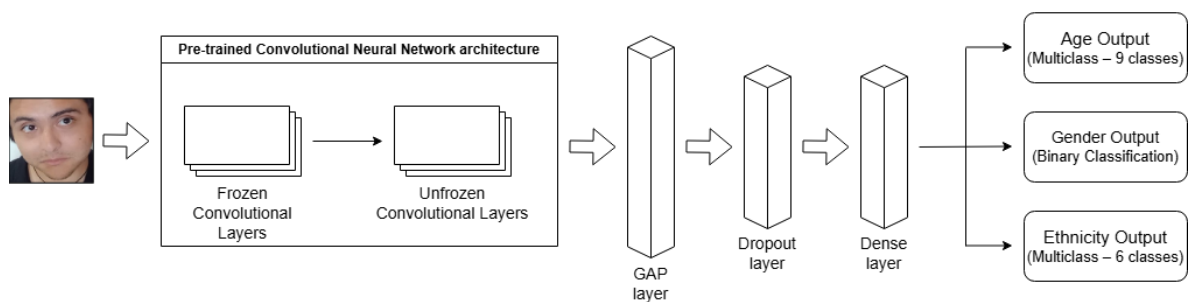 Pre-trained Convolutional Neural Network architecture
Frozen
Convolutional
Layers
Unfrozen
Convolutional Layers
GAP
layer
Dropout
layer
Dense
layer
Age Output
(Multiclass – 9 classes)
Gender Output
(Binary Classification)
Ethnicity Output
(Multiclass – 6 classes)